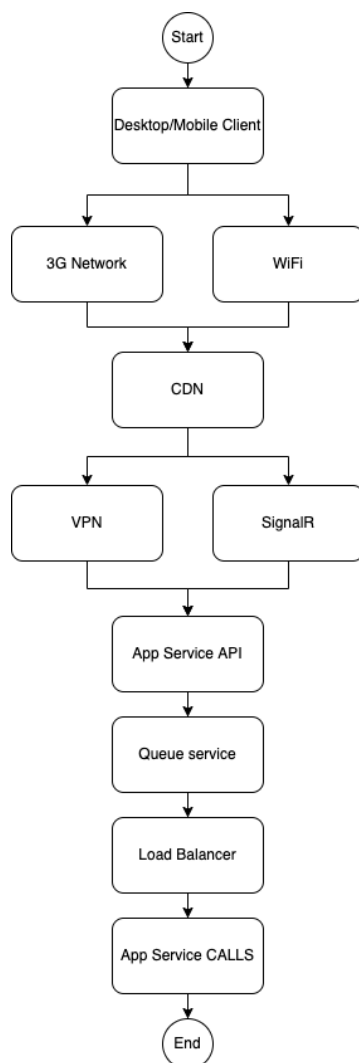 Start
Desktop/Mobile Client
3G Network
WiFi
CDN
VPN
SignalR
App Service API
Queue service
Load Balancer
App Service CALLS
End